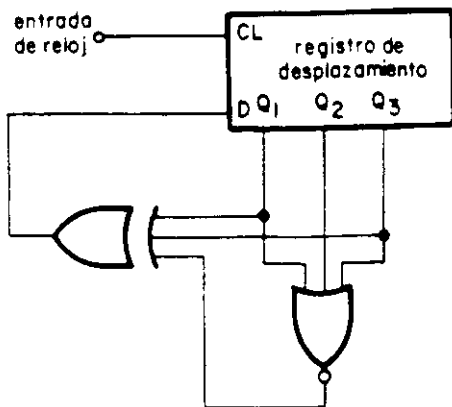 entrada
de reloj
CL
registro de
desplazamiento
D Q1 Q2 Q3